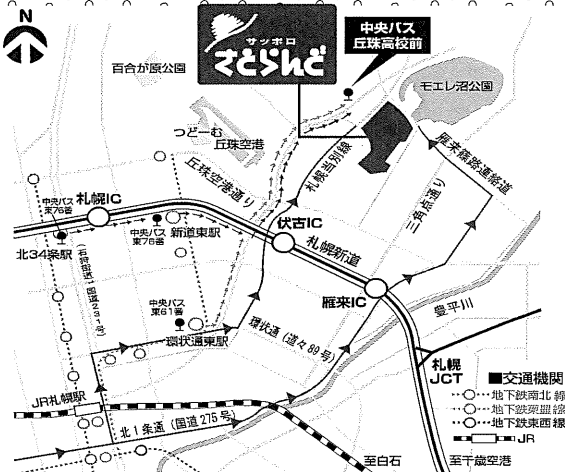 N
サッポロ
さとらんど
中央バス
丘珠高校前
百合が原公園
モエレ沼公園
つどーむ
丘珠空港
丘珠空港通り
札幌当別線
雁来篠路連絡道
三角点通り
中央バス
東76番
札幌IC
中央バス
東76番
新道東駅
北34条駅
伏古IC
札幌新道
雁来IC
豊平川
中央バス
東61番
環状通東駅
環状通(道々89号)
札幌
JCT
JR札幌駅
北1条通(国道275号)
至白石
至千歳空港
■交通機関
地下鉄南北線
地下鉄東豊線
地下鉄東西線
JR